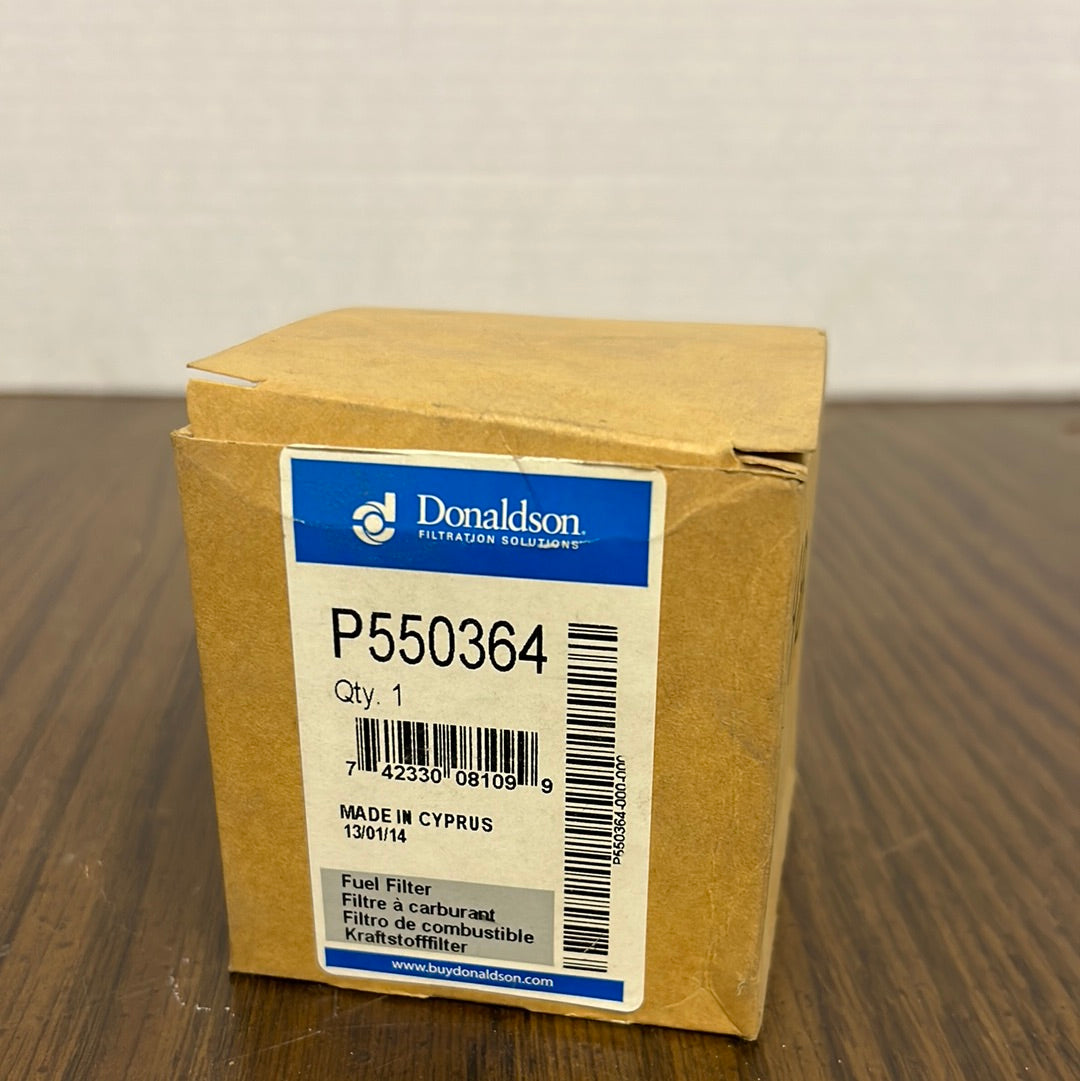 Donaldson
FILTRATION SOLUTIONS
P550364
Qty. 1
7 42330 08109 9
P550364-000-000
MADE IN CYPRUS
13/01/14
Fuel Filter
Filtre à carburant
Filtro de combustible
Kraftstofffilter
www.buydonaldson.com